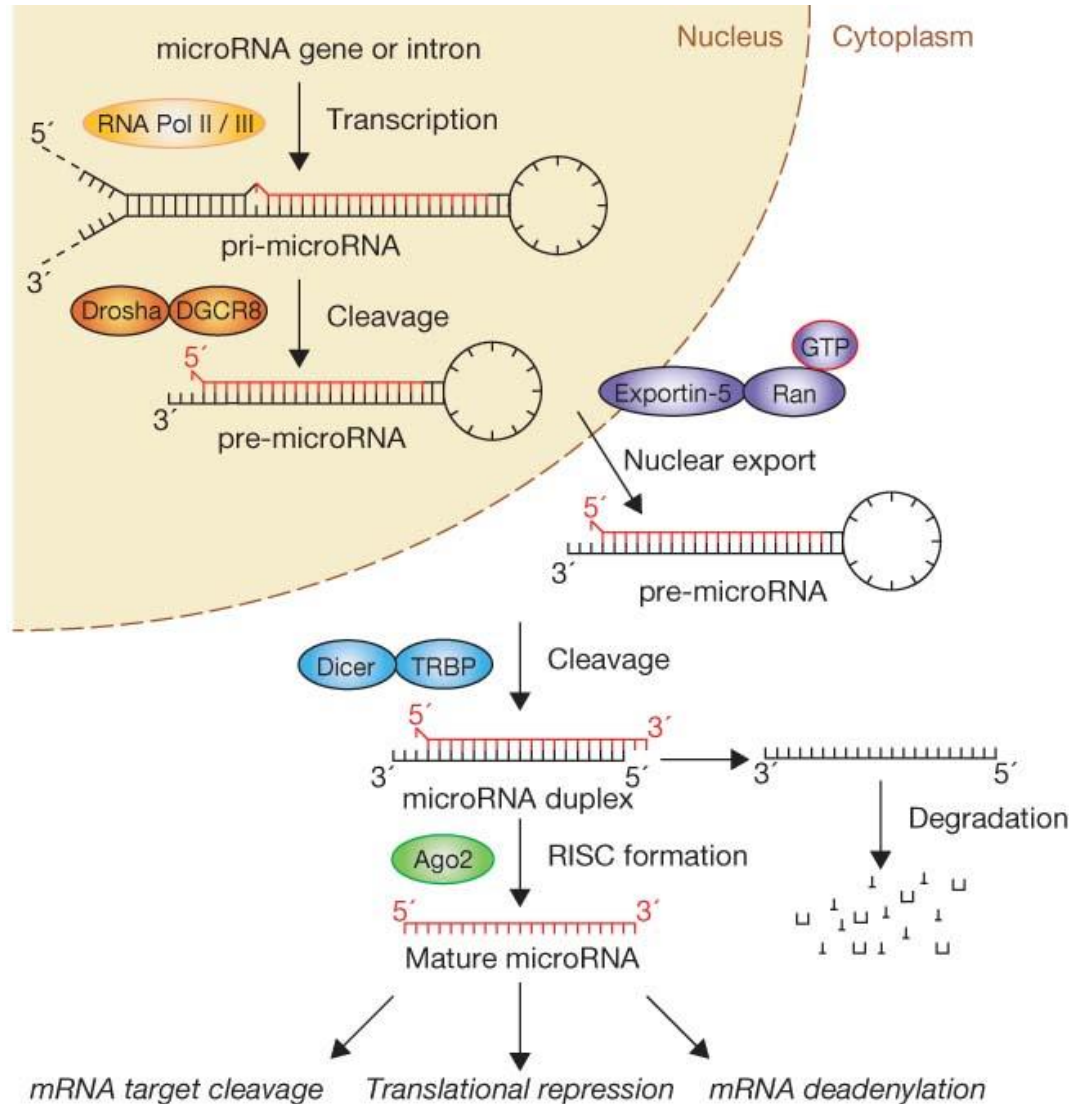 Nucleus
Cytoplasm
microRNA gene or intron
RNA Pol II / III
Transcription
5´
3´
pri-microRNA
Drosha
DGCR8
Cleavage
5´
3´
pre-microRNA
GTP
Exportin-5
Ran
Nuclear export
5´
3´
pre-microRNA
Dicer
TRBP
Cleavage
5´
3´
3´
5´
microRNA duplex
3´
5´
Degradation
Ago2
RISC formation
5´
3´
Mature microRNA
mRNA target cleavage
Translational repression
mRNA deadenylation